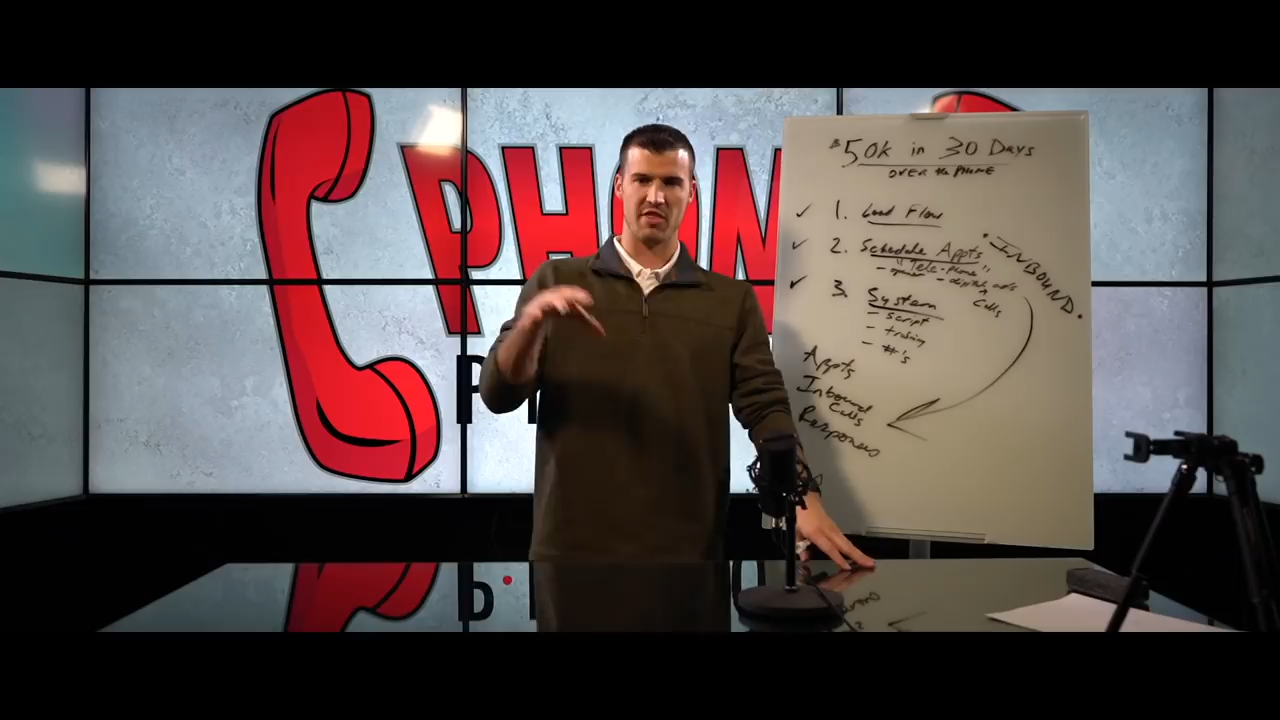 PHON
P
$50k in 30 Days
OVER the PHONE
1. Lead Flow
2. Schedule Appts
"Tele-phone"
- digital ads
Calls
• INBOUND •
3. System
- script
- training
- #'s
Appts
Inbound
Calls
Responses